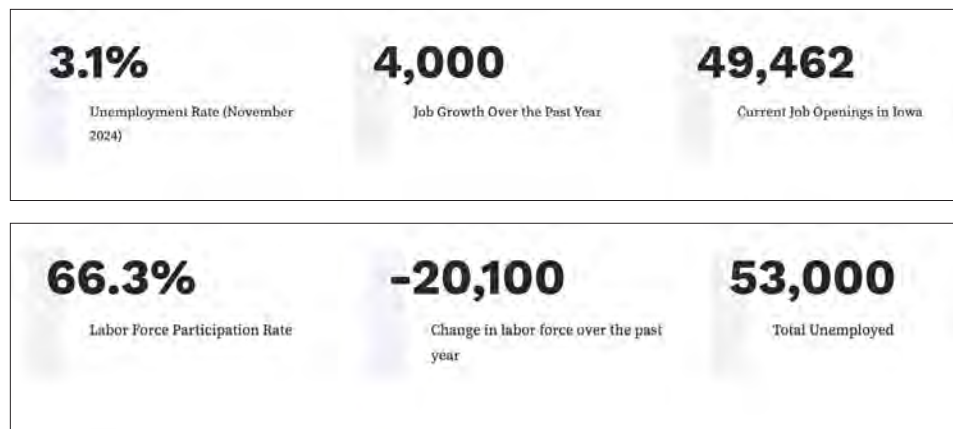 3.1%
4,000
49,462
Unemployment Rate (November
2024)
Job Growth Over the Past Year
Current Job Openings in Iowa
66.3%
-20,100
53,000
Labor Force Participation Rate
Change in labor force over the past
year
Total Unemployed